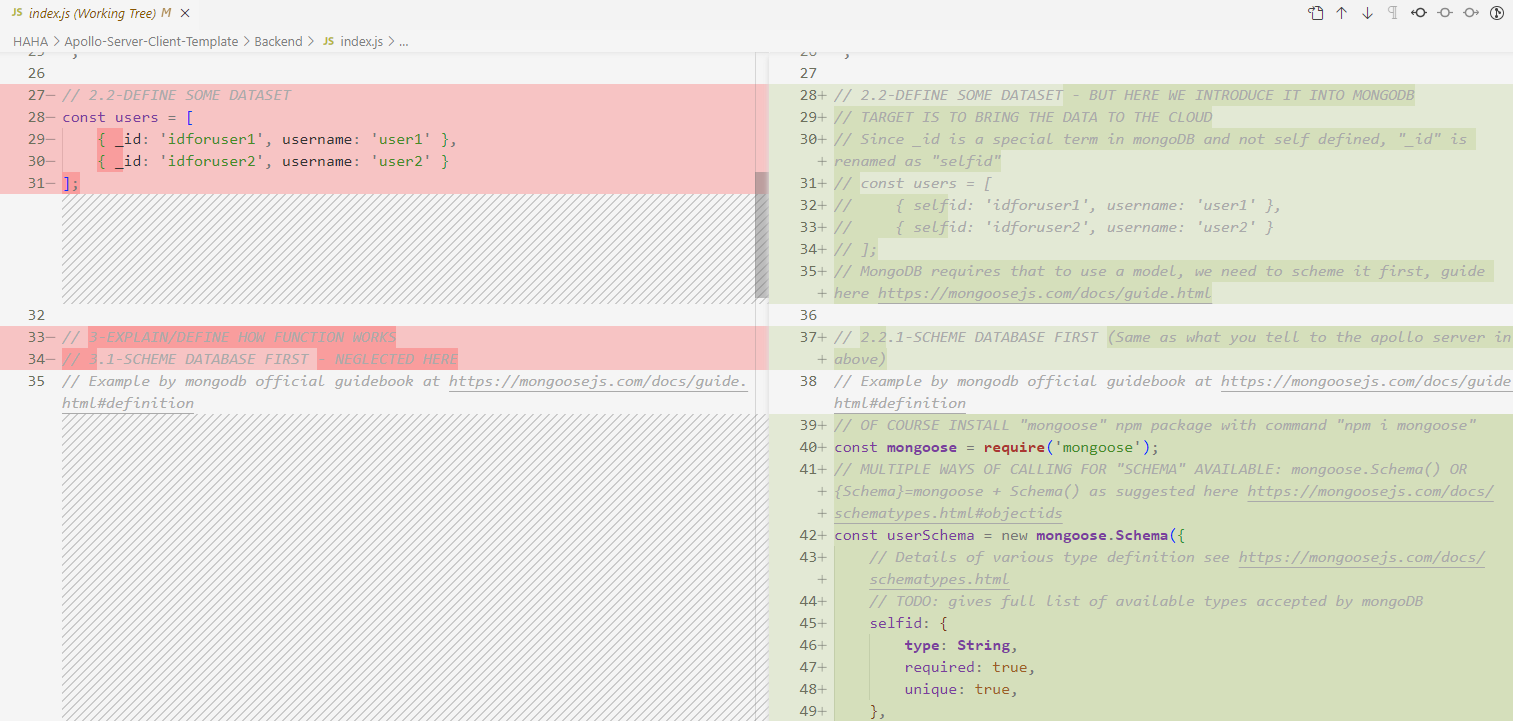 JS index.js (Working Tree) M ×
HAHA > Apollo-Server-Client-Template > Backend > JS index.js > ...
26
27— // 2.2-DEFINE SOME DATASET
28— const users = [
29— { _id: 'idforuser1', username: 'user1' },
30— { _id: 'idforuser2', username: 'user2' }
31— ];
32
33— // 3-EXPLAIN/DEFINE HOW FUNCTION WORKS
34— // 3.1-SCHEME DATABASE FIRST - NEGLECTED HERE
35 // Example by mongodb official guidebook at https://mongoosejs.com/docs/guide.
html#definition
27
28+ // 2.2-DEFINE SOME DATASET - BUT HERE WE INTRODUCE IT INTO MONGODB
29+ // TARGET IS TO BRING THE DATA TO THE CLOUD
30+ // Since _id is a special term in mongoDB and not self defined, "_id" is
+ renamed as "selfid"
31+ // const users = [
32+ // { selfid: 'idforuser1', username: 'user1' },
33+ // { selfid: 'idforuser2', username: 'user2' }
34+ // ];
35+ // MongoDB requires that to use a model, we need to scheme it first, guide
+ here https://mongoosejs.com/docs/guide.html
36
37+ // 2.2.1-SCHEME DATABASE FIRST (Same as what you tell to the apollo server in
+ above)
38 // Example by mongodb official guidebook at https://mongoosejs.com/docs/guide
html#definition
39+ // OF COURSE INSTALL "mongoose" npm package with command "npm i mongoose"
40+ const mongoose = require('mongoose');
41+ // MULTIPLE WAYS OF CALLING FOR "SCHEMA" AVAILABLE: mongoose.Schema() OR
+ {Schema}=mongoose + Schema() as suggested here https://mongoosejs.com/docs/
+ schematypes.html#objectids
42+ const userSchema = new mongoose.Schema({
43+ // Details of various type definition see https://mongoosejs.com/docs/
+ schematypes.html
44+ // TODO: gives full list of available types accepted by mongoDB
45+ selfid: {
46+ type: String,
47+ required: true,
48+ unique: true,
49+ },